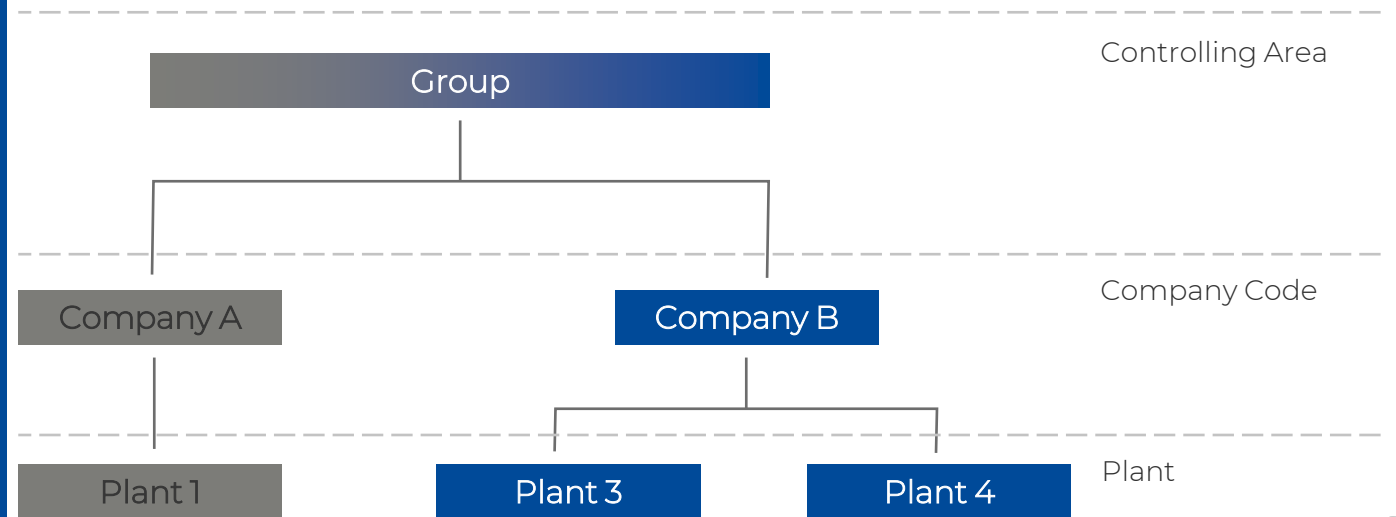 Controlling Area
Group
Company A
Company B
Company Code
Plant 1
Plant 3
Plant 4
Plant